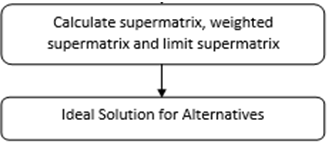 Calculate supermatrix, weighted
supermatrix and limit supermatrix
Ideal Solution for Alternatives